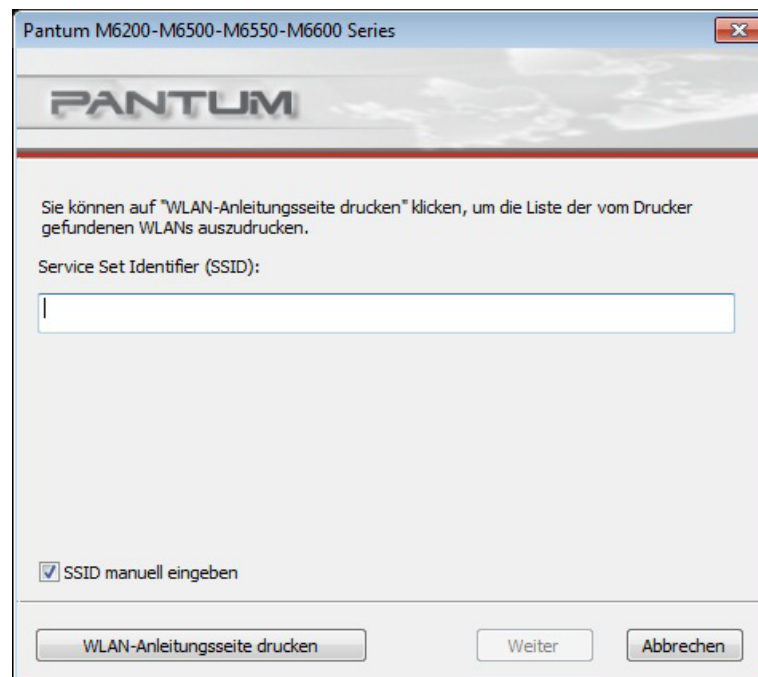 Pantum M6200-M6500-M6550-M6600 Series
PANTUM
Sie können auf "WLAN-Anleitungsseite drucken" klicken, um die Liste der vom Drucker
gefundenen WLANs auszudrucken.
Service Set Identifier (SSID):
SSID manuell eingeben
WLAN-Anleitungsseite drucken
Weiter
Abbrechen